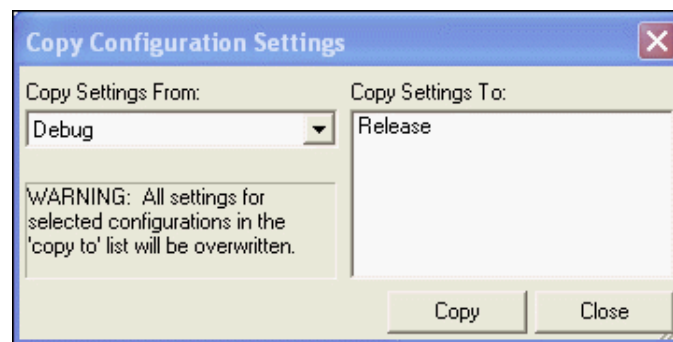 Copy Configuration Settings
Copy Settings From:
Debug
WARNING:  All settings for
selected configurations in the
'copy to' list will be overwritten.
Copy Settings To:
Release
Copy
Close